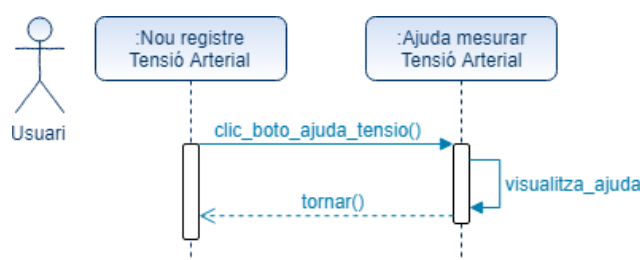 :Nou registre
Tensió Arterial
:Ajuda mesurar
Tensió Arterial
Usuari
clic_boto_ajuda_tensio()
visualitza_ajuda
tornar()